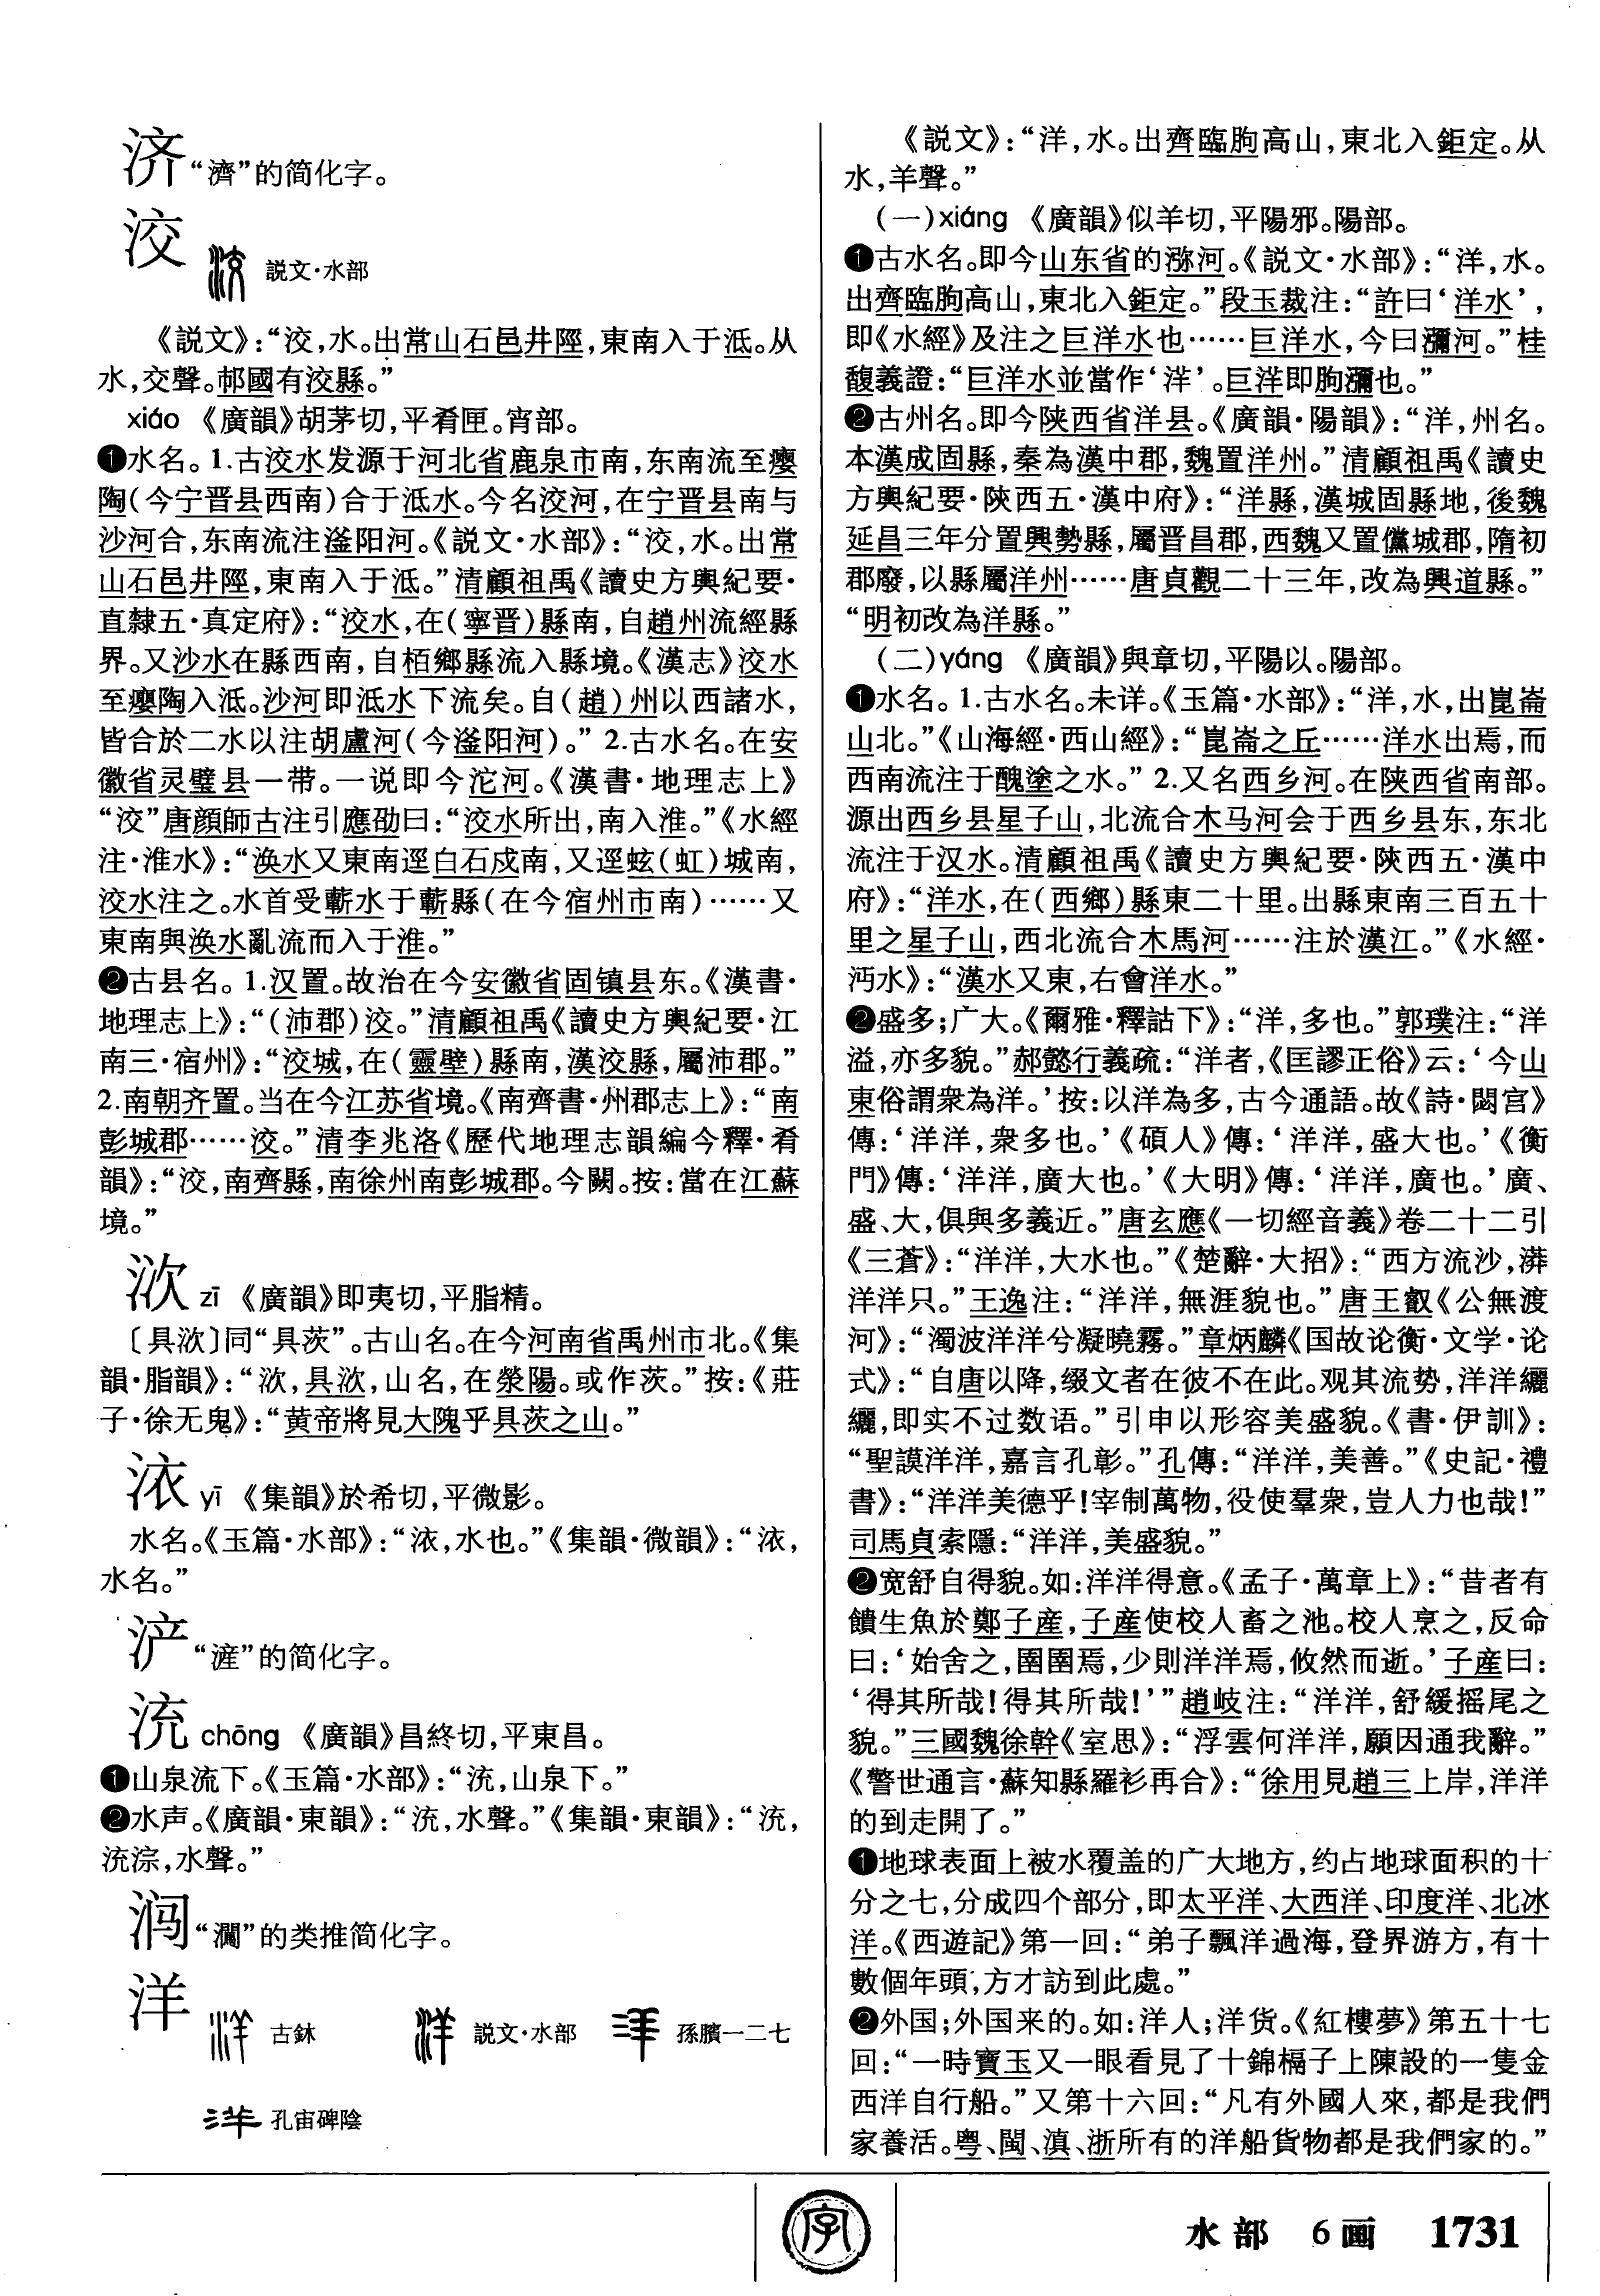 济“濟”的简化字。
洨 説文·水部
《説文》：“洨，水。出常山石邑井陘，東南入于泜。从
水，交聲。邿國有洨縣。”
xiáo 《廣韻》胡茅切，平肴匣。宵部。
❶水名。1.古洨水发源于河北省鹿泉市南，东南流至瘿
陶(今宁晋县西南)合于泜水。今名洨河，在宁晋县南与
沙河合，东南流注滏阳河。《説文·水部》：“洨，水。出常
山石邑井陘，東南入于泜。”清顧祖禹《讀史方輿紀要·
直隸五·真定府》：“洨水，在(寧晋)縣南，自趙州流經縣
界。又沙水在縣西南，自栢鄉縣流入縣境。《漢志》洨水
至癭陶入泜。沙河即泜水下流矣。自(趙)州以西諸水，
皆合於二水以注胡盧河(今滏阳河)。”2.古水名。在安
徽省灵璧县一带。一说即今沱河。《漢書·地理志上》
“洨”唐顔師古注引應劭曰：“洨水所出，南入淮。”《水經
注·淮水》：“涣水又東南逕白石戍南，又逕蚿(虹)城南，
洨水注之。水首受蘄水于蘄縣(在今宿州市南)……又
東南與涣水亂流而入于淮。”
❷古县名。1.汉置。故治在今安徽省固镇县东。《漢書·
地理志上》：“(沛郡)洨。”清顧祖禹《讀史方輿紀要·江
南三·宿州》：“洨城，在(靈壁)縣南，漢洨縣，屬沛郡。”
2.南朝齐置。当在今江苏省境。《南齊書·州郡志上》：“南
彭城郡……洨。”清李兆洛《歷代地理志韻編今釋·肴
韻》：“洨，南齊縣，南徐州南彭城郡。今闕。按：當在江蘇
境。”
㳄 zī 《廣韻》即夷切，平脂精。
〔具㳄〕同“具茨”。古山名。在今河南省禹州市北。《集
韻·脂韻》：“㳄，具㳄，山名，在滎陽。或作茨。”按：《莊
子·徐无鬼》：“黄帝將見大隗乎具茨之山。”
㳖 yī 《集韻》於希切，平微影。
水名。《玉篇·水部》：“㳖，水也。”《集韻·微韻》：“㳖，
水名。”
浐“滻”的简化字。
㳘 chōng 《廣韻》昌終切，平東昌。
❶山泉流下。《玉篇·水部》：“㳘，山泉下。”
❷水声。《廣韻·東韻》：“㳘，水聲。”《集韻·東韻》：“㳘，
㳘淙，水聲。”
㳡“瀾”的类推简化字。
洋 古鉢 説文·水部 孫臏一二七
孔宙碑陰
《説文》：“洋，水。出齊臨朐高山，東北入鉅定。从
水，羊聲。”
(一)xiáng 《廣韻》似羊切，平陽邪。陽部。
❶古水名。即今山东省的㳽河。《説文·水部》：“洋，水。
出齊臨朐高山，東北入鉅定。”段玉裁注：“許曰‘洋水’，
即《水經》及注之巨洋水也……巨洋水，今曰瀰河。”桂
馥義證：“巨洋水並當作‘㴐’。巨㴐即朐瀰也。”
❷古州名。即今陕西省洋县。《廣韻·陽韻》：“洋，州名。
本漢成固縣，秦為漢中郡，魏置洋州。”清顧祖禹《讀史
方輿紀要·陝西五·漢中府》：“洋縣，漢城固縣地，後魏
延昌三年分置興勢縣，屬晋昌郡，西魏又置儻城郡，隋初
郡廢，以縣屬洋州……唐貞觀二十三年，改為興道縣。”
“明初改為洋縣。”
(二)yáng 《廣韻》與章切，平陽以。陽部。
❶水名。1.古水名。未详。《玉篇·水部》：“洋，水，出崑崙
山北。”《山海經·西山經》：“崑崙之丘……洋水出焉，而
西南流注于醜塗之水。”2.又名西乡河。在陕西省南部。
源出西乡县星子山，北流合木马河会于西乡县东，东北
流注于汉水。清顧祖禹《讀史方輿紀要·陝西五·漢中
府》：“洋水，在(西鄉)縣東二十里。出縣東南三百五十
里之星子山，西北流合木馬河……注於漢江。”《水經·
沔水》：“漢水又東，右會洋水。”
❷盛多；广大。《爾雅·釋詁下》：“洋，多也。”郭璞注：“洋
溢，亦多貌。”郝懿行義疏：“洋者，《匡謬正俗》云：‘今山
東俗謂衆為洋。’按：以洋為多，古今通語。故《詩·閟宫》
傳：‘洋洋，衆多也。’《碩人》傳：‘洋洋，盛大也。’《衡
門》傳：‘洋洋，廣大也。’《大明》傳：‘洋洋，廣也。’廣、
盛、大，俱與多義近。”唐玄應《一切經音義》卷二十二引
《三蒼》：“洋洋，大水也。”《楚辭·大招》：“西方流沙，漭
洋洋只。”王逸注：“洋洋，無涯貌也。”唐王叡《公無渡
河》：“濁波洋洋兮凝曉霧。”章炳麟《国故论衡·文学·论
式》：“自唐以降，缀文者在彼不在此。观其流势，洋洋纚
纚，即实不过数语。”引申以形容美盛貌。《書·伊訓》：
“聖謨洋洋，嘉言孔彰。”孔傳：“洋洋，美善。”《史記·禮
書》：“洋洋美德乎！宰制萬物，役使羣衆，豈人力也哉！”
司馬貞索隱：“洋洋，美盛貌。”
❷宽舒自得貌。如：洋洋得意。《孟子·萬章上》：“昔者有
饋生魚於鄭子産，子産使校人畜之池。校人烹之，反命
曰：‘始舍之，圉圉焉，少則洋洋焉，攸然而逝。’子産曰：
‘得其所哉！得其所哉！’”趙岐注：“洋洋，舒緩摇尾之
貌。”三國魏徐幹《室思》：“浮雲何洋洋，願因通我辭。”
《警世通言·蘇知縣羅衫再合》：“徐用見趙三上岸，洋洋
的到走開了。”
❶地球表面上被水覆盖的广大地方，约占地球面积的十
分之七，分成四个部分，即太平洋、大西洋、印度洋、北冰
洋。《西遊記》第一回：“弟子飄洋過海，登界游方，有十
數個年頭，方才訪到此處。”
❷外国；外国来的。如：洋人；洋货。《紅樓夢》第五十七
回：“一時寶玉又一眼看見了十錦槅子上陳設的一隻金
西洋自行船。”又第十六回：“凡有外國人來，都是我們
家養活。粤、閩、滇、浙所有的洋船貨物都是我們家的。”
字
水部 6画 1731